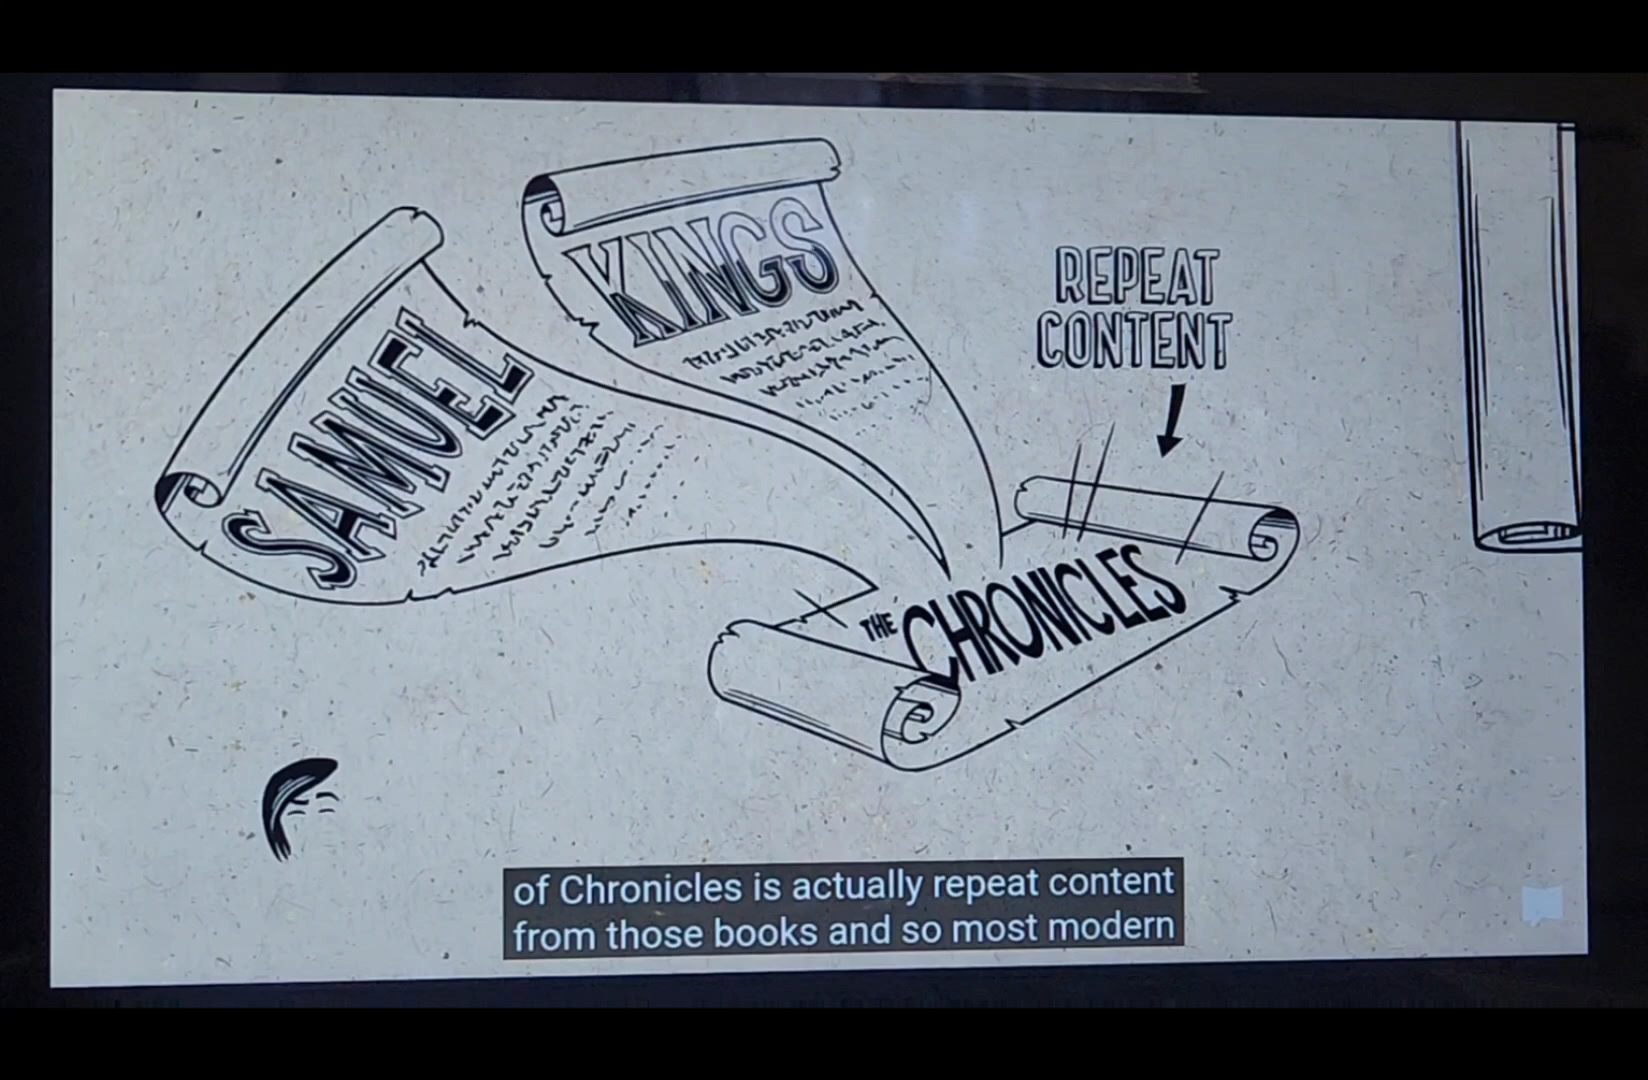 SAMUEL
KINGS
REPEAT
CONTENT
THE CHRONICLES
of Chronicles is actually repeat content
from those books and so most modern